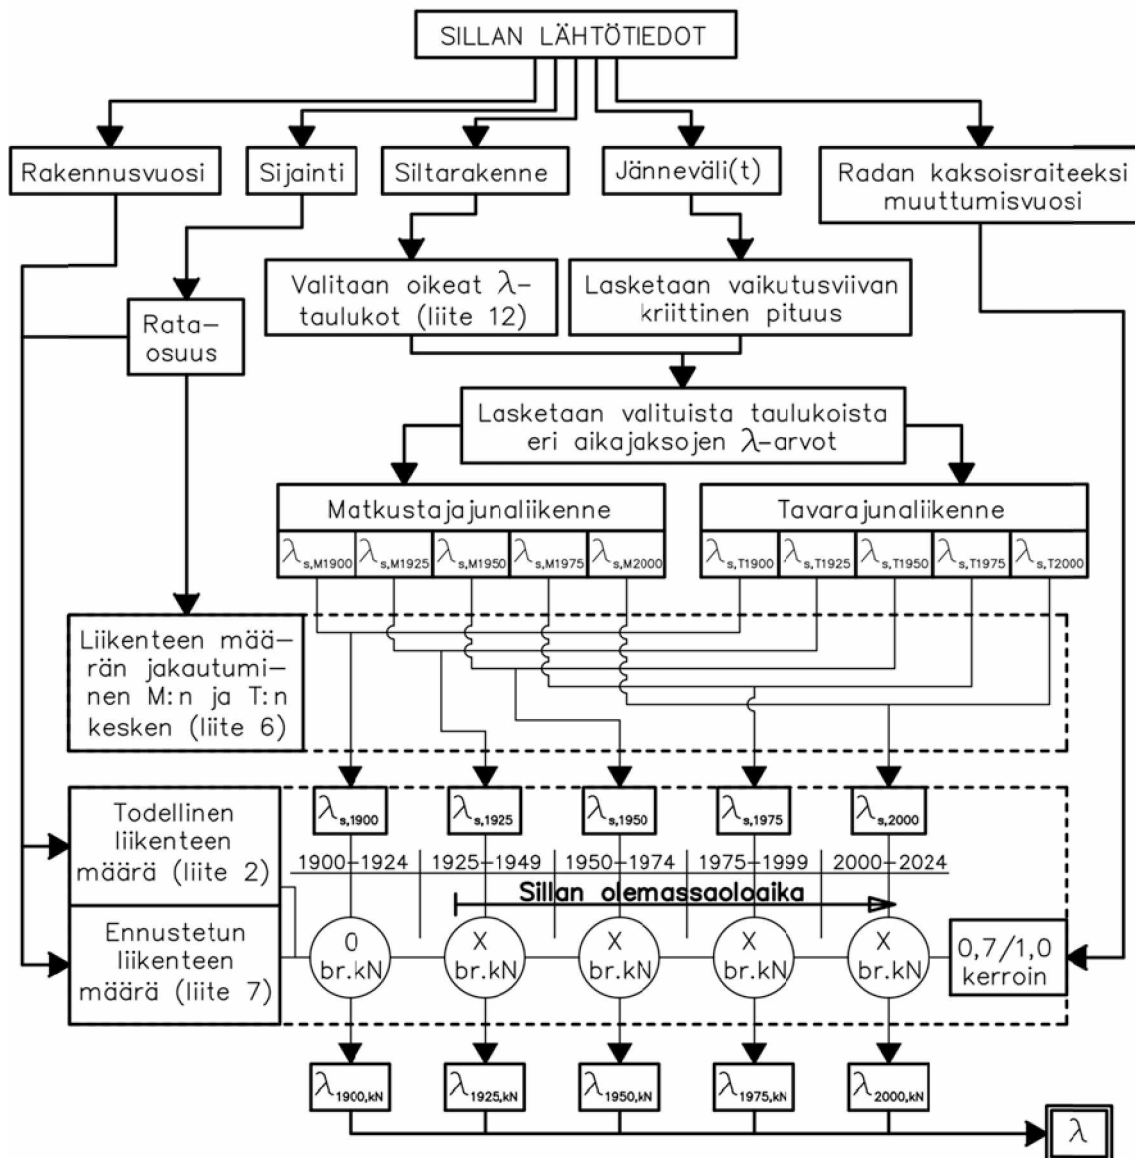 SILLAN LÄHTÖTIEDOT
Rakennusvuosi
Sijainti
Siltarakenne
Jänneväli(t)
Radan kaksoisraiteeksi
muuttumisvuosi
Rata-
osuus
Valitaan oikeat λ-
taulukot (liite 12)
Lasketaan vaikutusviivan
kriittinen pituus
Lasketaan valituista taulukoista
eri aikajaksojen λ-arvot
Matkustajajunaliikenne
λs,M1900 λs,M1925 λs,M1950 λs,M1975 λs,M2000
Tavarajunaliikenne
λs,T1900 λs,T1925 λs,T1950 λs,T1975 λs,T2000
Liikenteen mää-
rän jakautumi-
nen M:n ja T:n
kesken (liite 6)
λs,1900 λs,1925 λs,1950 λs,1975 λs,2000
Todellinen
liikenteen
määrä (liite 2)
1900-1924 1925-1949 1950-1974 1975-1999 2000-2024
Sillan olemassaoloaika
Ennustetun
liikenteen
määrä (liite 7)
0
br.kN
X
br.kN
X
br.kN
X
br.kN
X
br.kN
0,7/1,0
kerroin
λ1900,kN λ1925,kN λ1950,kN λ1975,kN λ2000,kN
λ